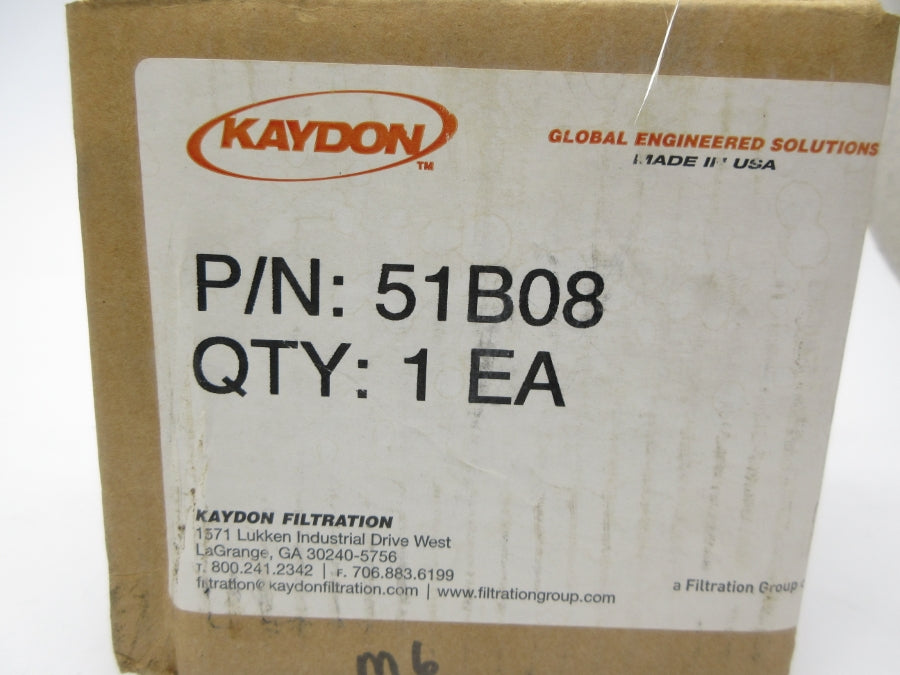 KAYDON
TM
GLOBAL ENGINEERED SOLUTIONS
MADE IN USA
P/N: 51B08
QTY: 1 EA
KAYDON FILTRATION
1571 Lukken Industrial Drive West
LaGrange, GA 30240-5756
T. 800.241.2342 | F. 706.883.6199
filtration@kaydonfiltration.com | www.filtrationgroup.com
a Filtration Group
m6